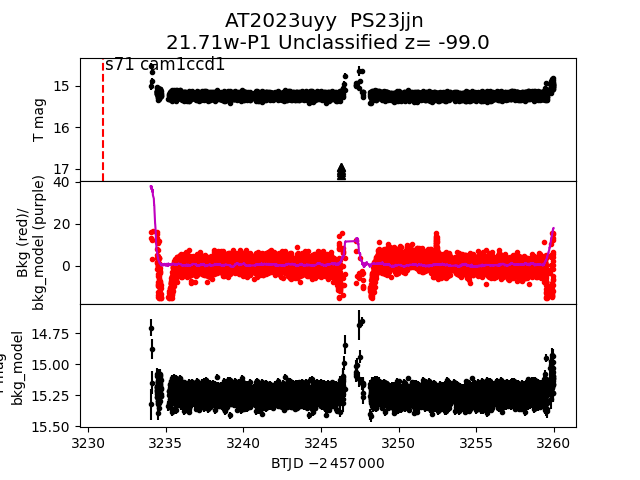 AT2023uyy PS23jjn
21.71w-P1 Unclassified z= -99.0
s71 cam1ccd1
T mag
15
16
17
Bkg (red)/
bkg_model (purple)
40
20
0
bkg_model
14.75
15.00
15.25
15.50
3230 3235 3240 3245 3250 3255 3260
BTJD −2 457 000